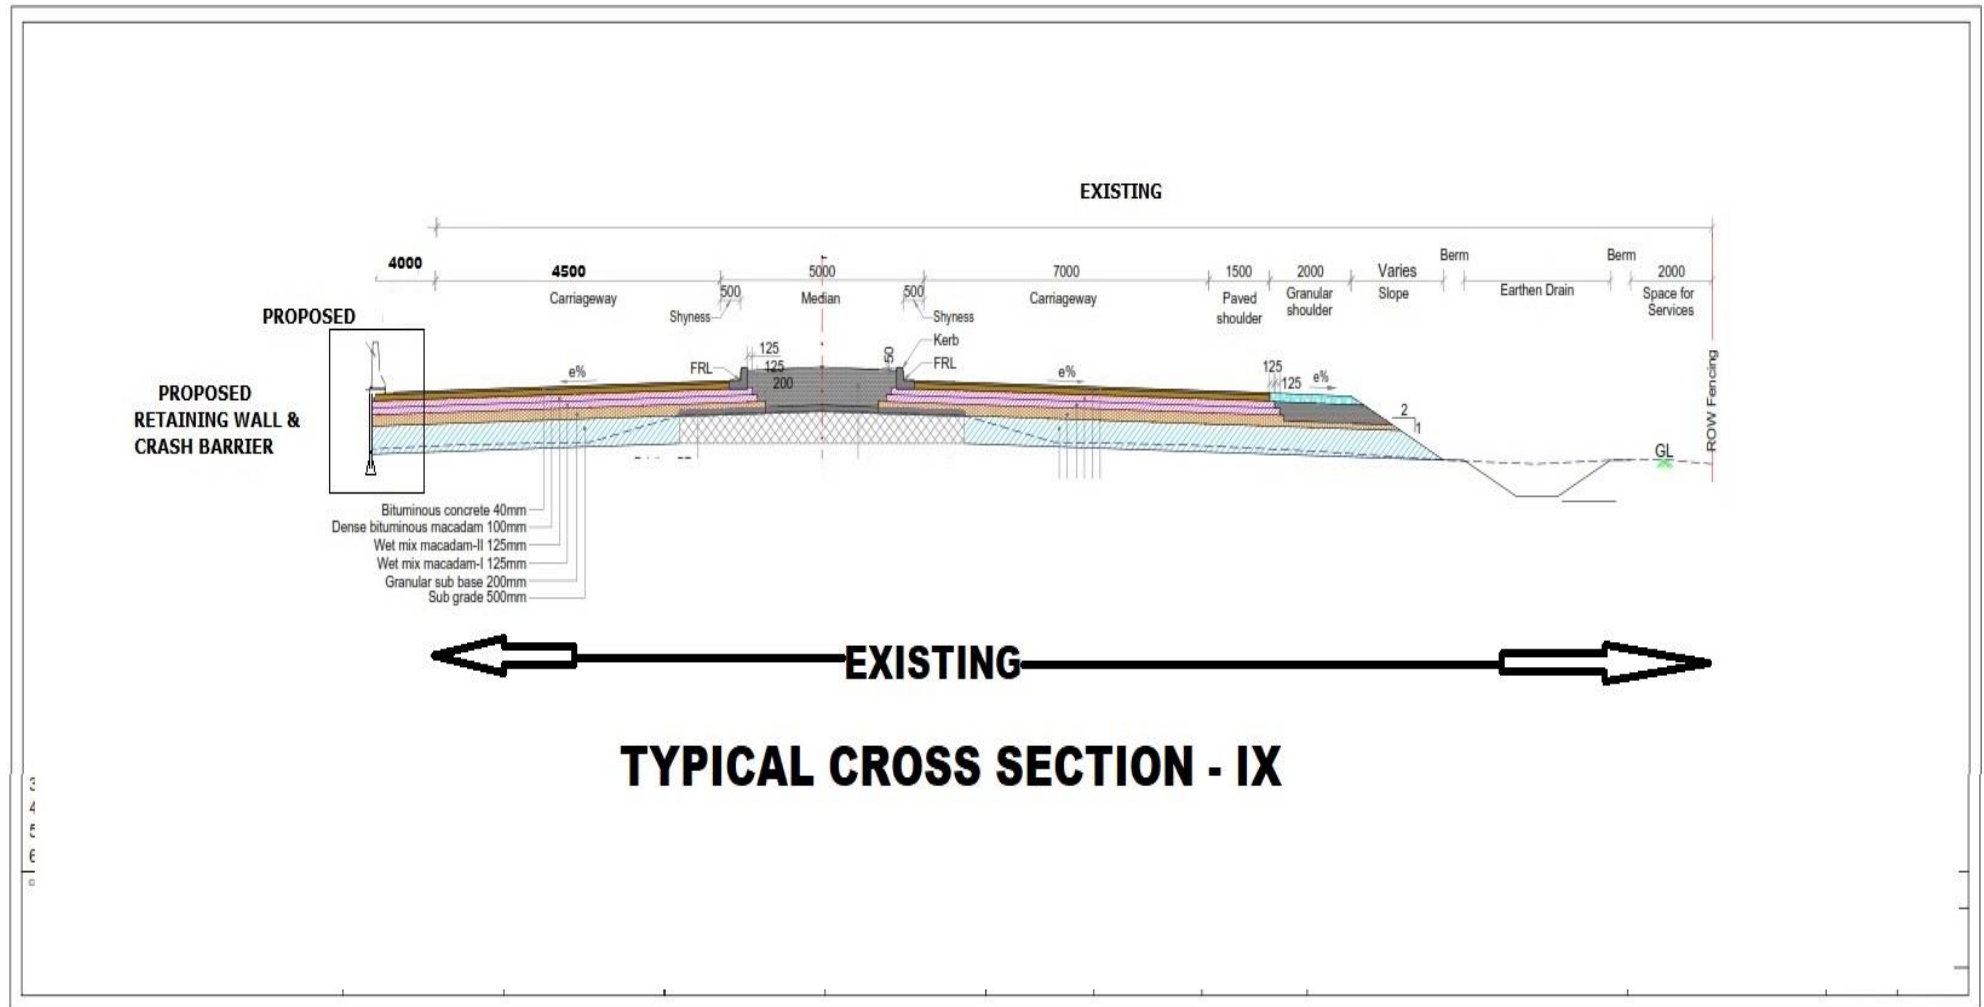 EXISTING
4000
4500
5000
7000
1500
2000
Varies
Berm
Berm
2000
Carriageway
500
Median
500
Carriageway
Paved
shoulder
Granular
shoulder
Slope
Earthen Drain
Space for
Services
Shyness
Shyness
PROPOSED
Kerb
FRL
FRL
125
125
200
50
e%
e%
125
125
e%
2
1
ROW Fencing
GL
PROPOSED
RETAINING WALL &
CRASH BARRIER
Bituminous concrete 40mm
Dense bituminous macadam 100mm
Wet mix macadam-II 125mm
Wet mix macadam-I 125mm
Granular sub base 200mm
Sub grade 500mm
EXISTING
TYPICAL CROSS SECTION - IX
3
4
5
6